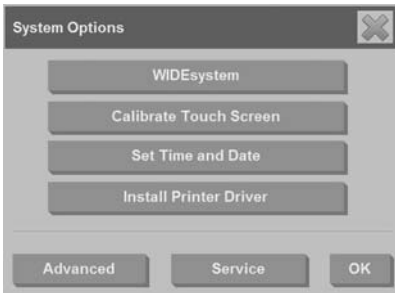 System Options
WIDEsystem
Calibrate Touch Screen
Set Time and Date
Install Printer Driver
Advanced Service OK